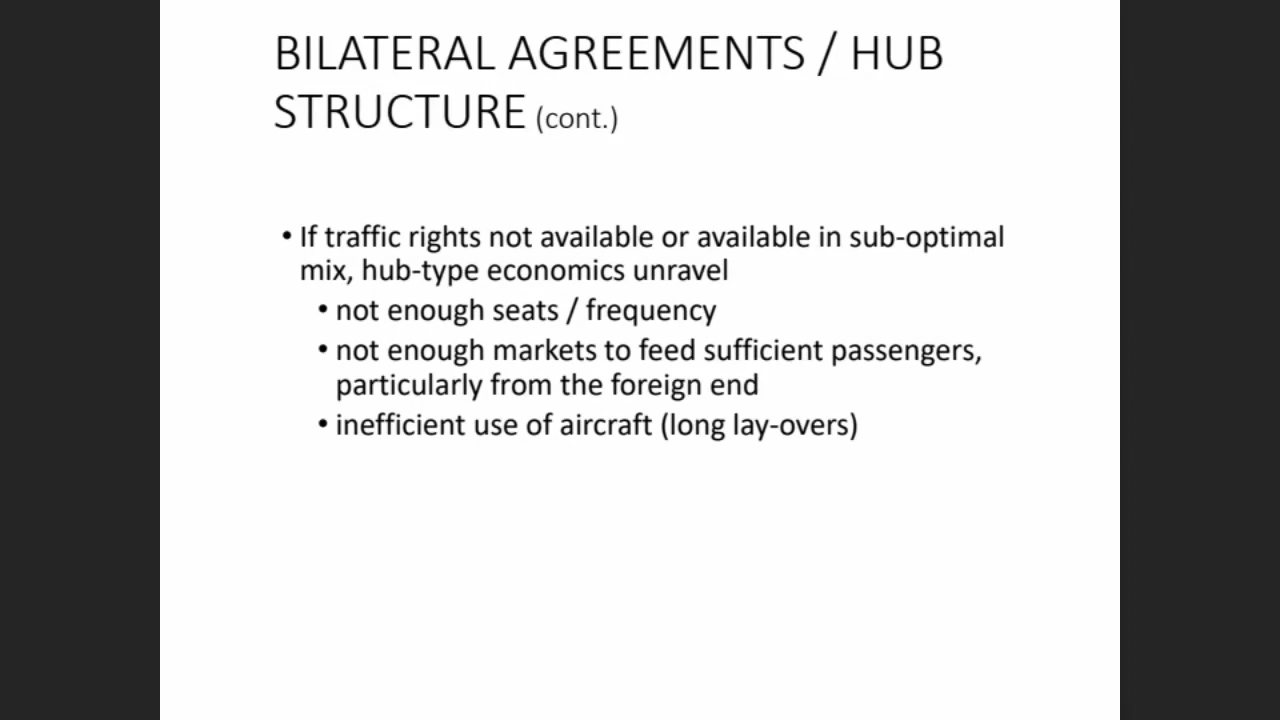 BILATERAL AGREEMENTS / HUB
STRUCTURE (cont.)
• If traffic rights not available or available in sub-optimal
mix, hub-type economics unravel
• not enough seats / frequency
• not enough markets to feed sufficient passengers,
particularly from the foreign end
• inefficient use of aircraft (long lay-overs)